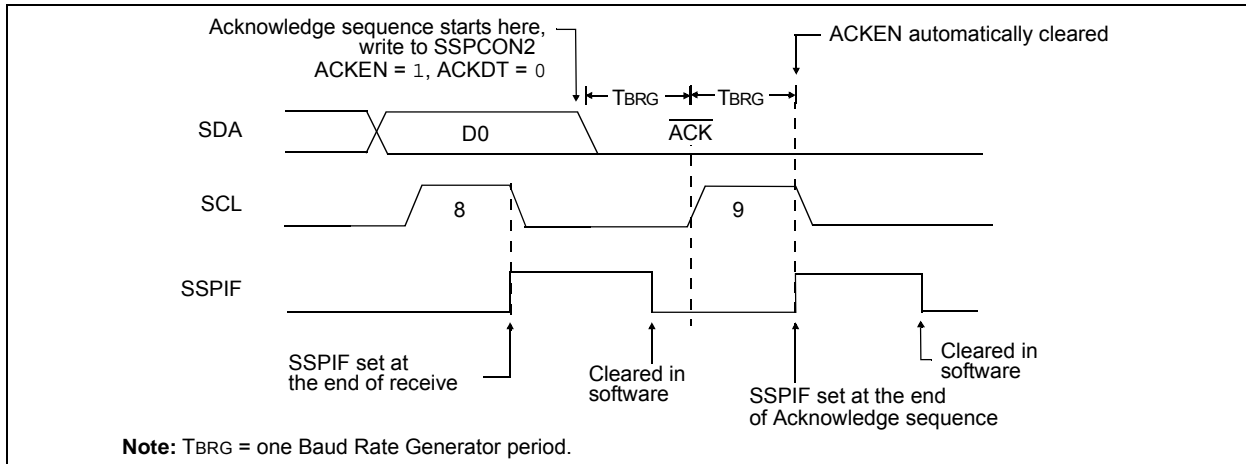 Acknowledge sequence starts here,
write to SSPCON2
ACKEN = 1, ACKDT = 0
ACKEN automatically cleared
TBRG
TBRG
SDA
D0
ACK
SCL
8
9
SSPIF
SSPIF set at
the end of receive
Cleared in
software
SSPIF set at the end
of Acknowledge sequence
Cleared in
software
Note: TBRG = one Baud Rate Generator period.